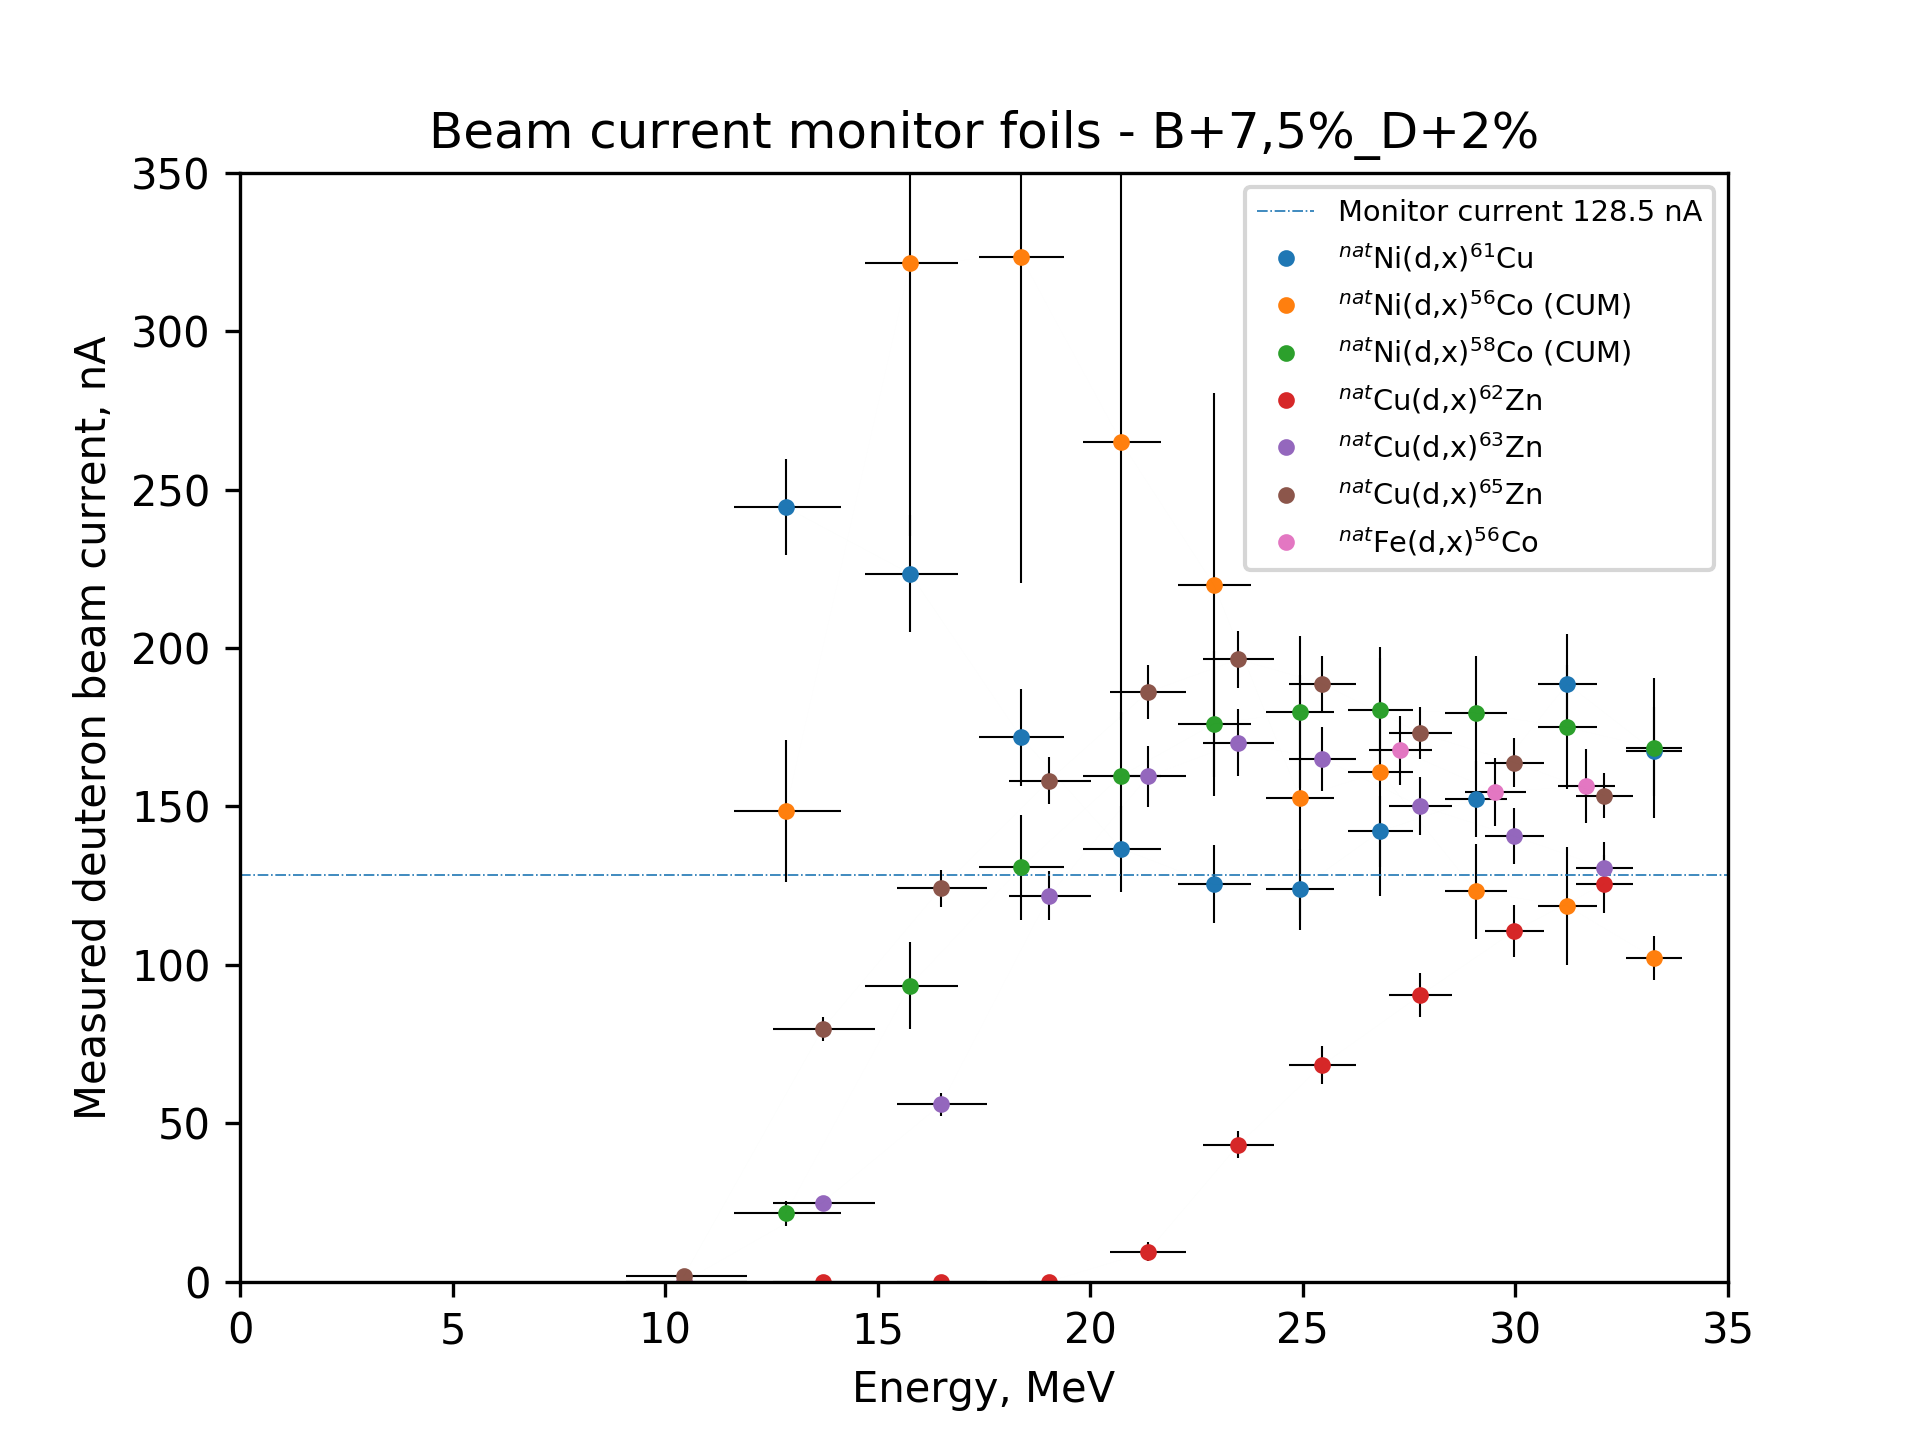 Beam current monitor foils - B+7,5%_D+2%
350
300
250
200
150
100
50
0
Measured deuteron beam current, nA
Monitor current 128.5 nA
natNi(d,x)61Cu
natNi(d,x)56Co (CUM)
natNi(d,x)58Co (CUM)
natCu(d,x)62Zn
natCu(d,x)63Zn
natCu(d,x)65Zn
natFe(d,x)56Co
0 5 10 15 20 25 30 35
Energy, MeV